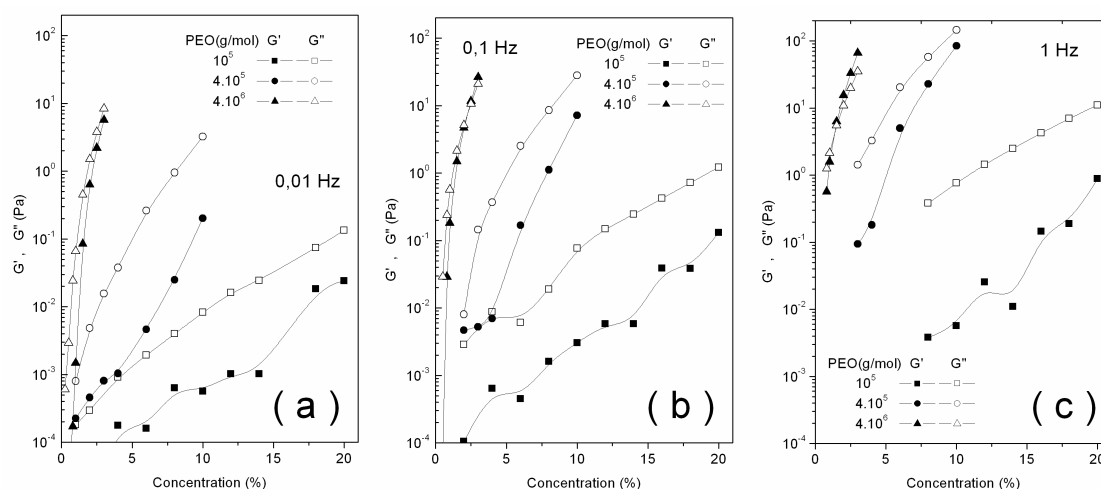 10²
10¹
10⁰
10⁻¹
10⁻²
10⁻³
10⁻⁴
G' , G" (Pa)
PEO(g/mol) G' G"
10⁵
4.10⁵
4.10⁶
0,01 Hz
( a )
0 5 10 15 20
Concentration (%)
10²
10¹
10⁰
10⁻¹
10⁻²
10⁻³
10⁻⁴
G' , G" (Pa)
0,1 Hz
PEO(g/mol) G' G"
10⁵
4.10⁵
4.10⁶
( b )
0 5 10 15 20
Concentration (%)
10²
10¹
10⁰
10⁻¹
10⁻²
10⁻³
10⁻⁴
G' , G" (Pa)
1 Hz
PEO(g/mol) G' G"
10⁵
4.10⁵
4.10⁶
( c )
0 5 10 15 20
Concentration (%)